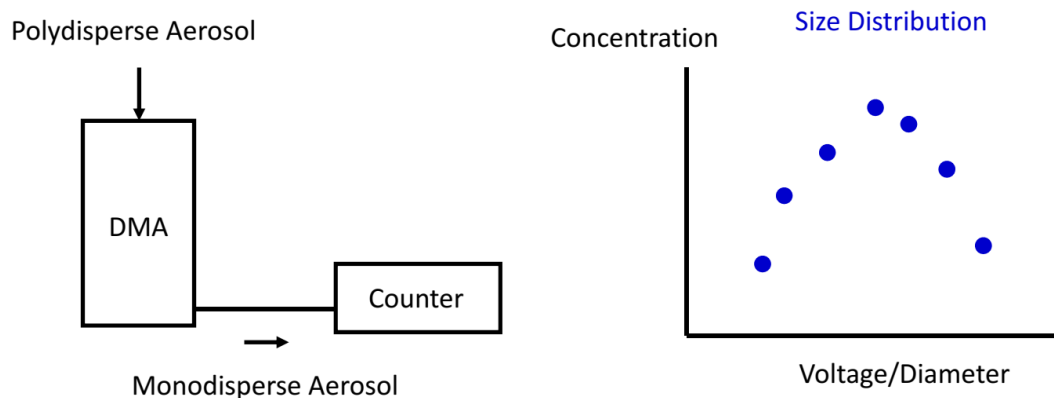 Polydisperse Aerosol
DMA
Counter
Monodisperse Aerosol
Size Distribution
Concentration
Voltage/Diameter